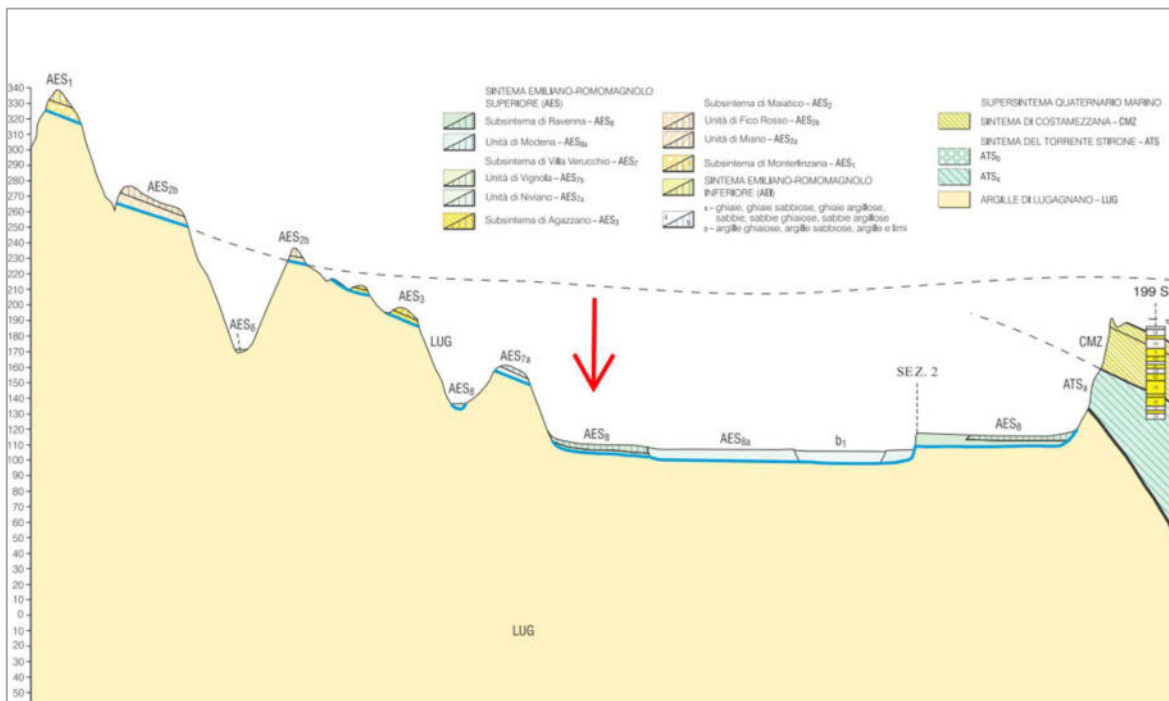 SINTEMA EMILIANO-ROMOMAGNOLO
SUPERIORE (AES)
Subsintema di Ravenna – AES8
Unità di Modena – AES8a
Subsintema di Villa Verucchio – AES7
Unità di Vignolla – AES7b
Unità di Niviano – AES7a
Subsintema di Agazzano – AES3
Subsintema di Maiatico – AES2
Unità di Fico Rosso – AES2b
Unità di Miano – AES2a
Subsintema di Monterlinzana – AES1
SINTEMA EMILIANO-ROMOMAGNOLO
INFERIORE (AEI)
a – ghiaie, ghiaie sabbiose, ghiaie argillose,
sabbie, sabbie ghiaiose, sabbie argillose
– argille ghiaiose, argille sabbiose, argille e limi
SUPERSINTEMA QUATERNARIO MARINO
SINTEMA DI COSTAMEZZANA – CMZ
SINTEMA DEL TORRENTE STIRONE – ATS
ATSb
ATSa
ARGILLE DI LUGAGNANO – LUG
340
330
320
310
300
290
280
270
260
250
240
230
220
210
200
190
180
170
160
150
140
130
120
110
100
90
80
70
60
50
40
30
20
10
0
10
20
30
40
50
AES1
AES2b
AES2b
AES3
LUG
AES8
AES7a
AES8
AES8
AES8a
b1
SEZ. 2
AES8
ATSa
CMZ
199 S
190
LUG